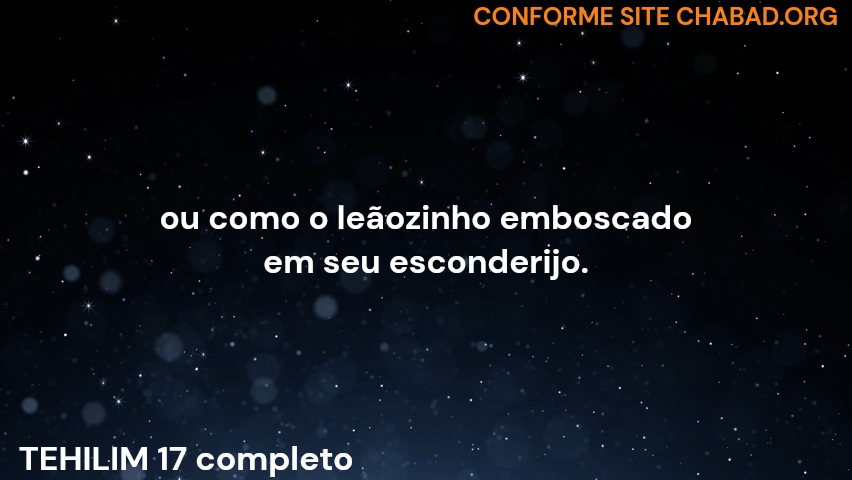 CONFORME SITE CHABAD.ORG
ou como o leãozinho emboscado
em seu esconderijo.
TEHILIM 17 completo